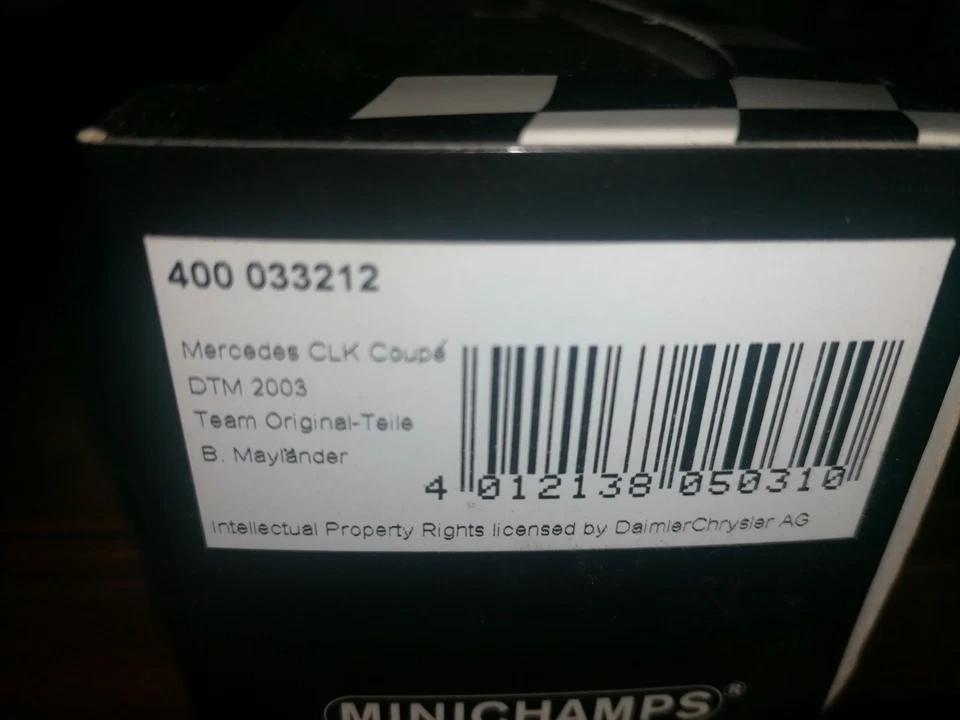 400 033212
Mercedes CLK Coupé
DTM 2003
Team Original-Teile
B. Mayländer
4 012138 050310
Intellectual Property Rights licensed by DaimlerChrysler AG
MINICHAMPS®